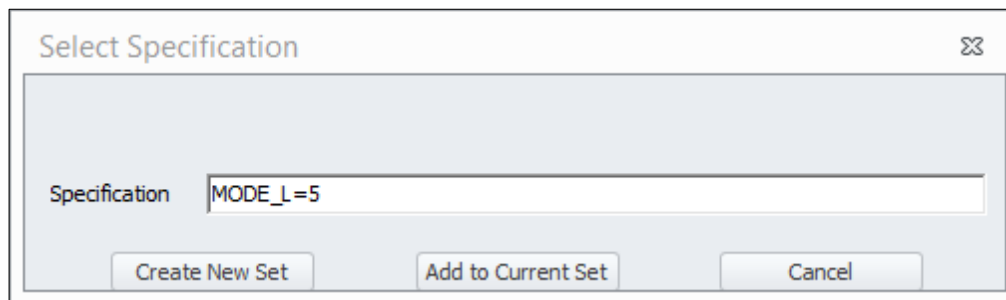 Select Specification
Specification MODE_L=5
Create New Set Add to Current Set Cancel